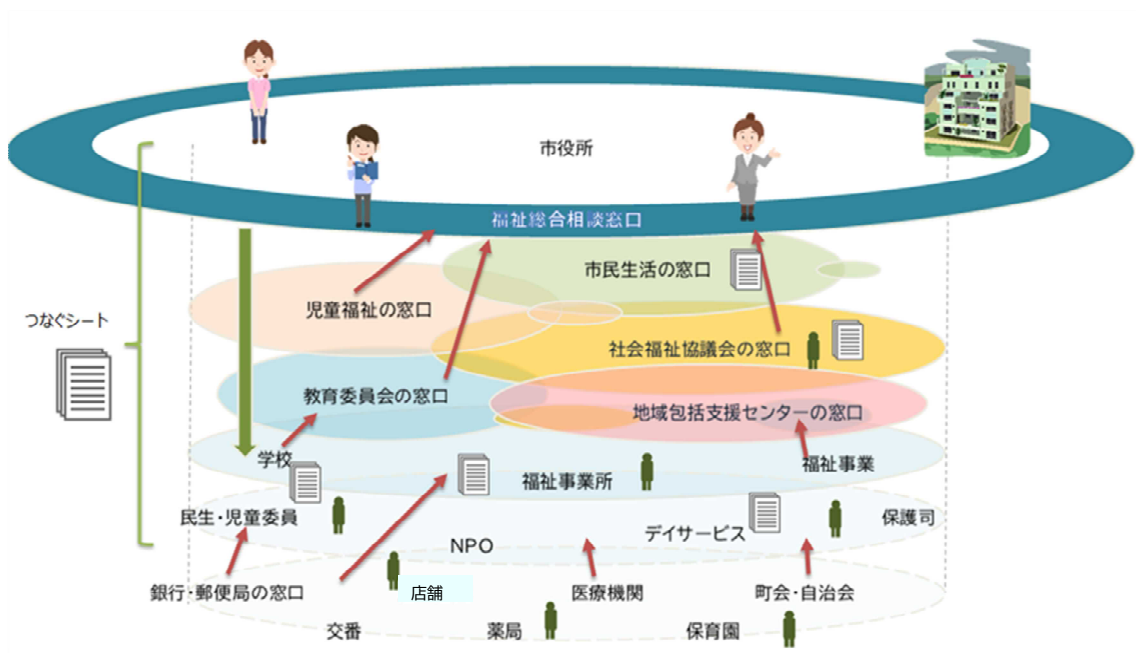 市役所
福祉総合相談窓口
市民生活の窓口
児童福祉の窓口
つなぐシート
社会福祉協議会の窓口
教育委員会の窓口
地域包括支援センターの窓口
学校
福祉事業
福祉事業所
民生・児童委員
保護司
デイサービス
NPO
銀行・郵便局の窓口
店舗
医療機関
町会・自治会
交番
薬局
保育園